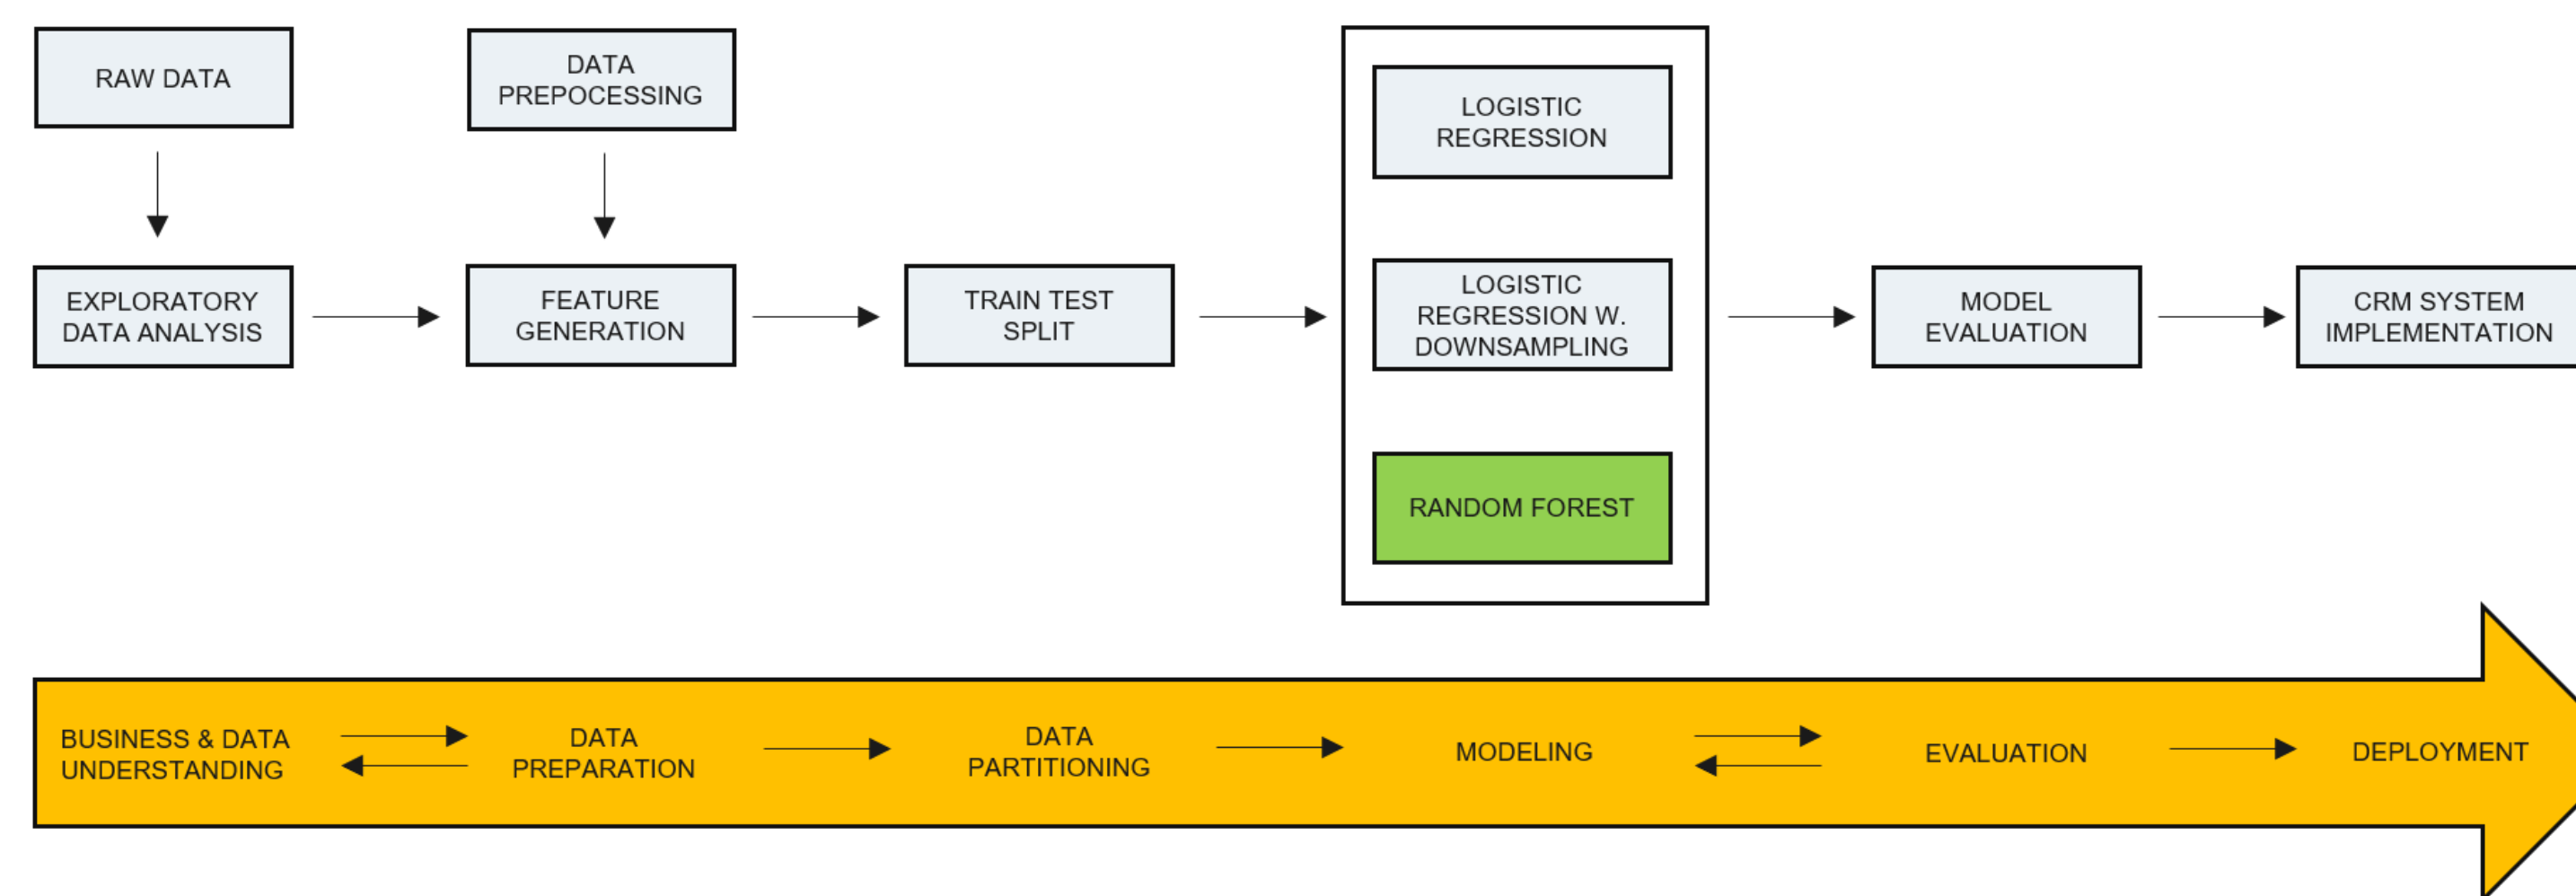 RAW DATA
DATA
PREPOCESSING
LOGISTIC
REGRESSION
EXPLORATORY
DATA ANALYSIS
FEATURE
GENERATION
TRAIN TEST
SPLIT
LOGISTIC
REGRESSION W.
DOWNSAMPLING
MODEL
EVALUATION
CRM SYSTEM
IMPLEMENTATION
RANDOM FOREST
BUSINESS & DATA
UNDERSTANDING
DATA
PREPARATION
DATA
PARTITIONING
MODELING
EVALUATION
DEPLOYMENT